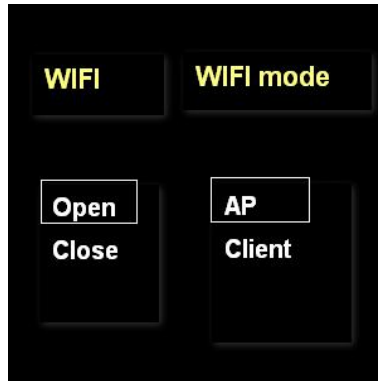 WIFI
WIFI mode
Open
Close
AP
Client